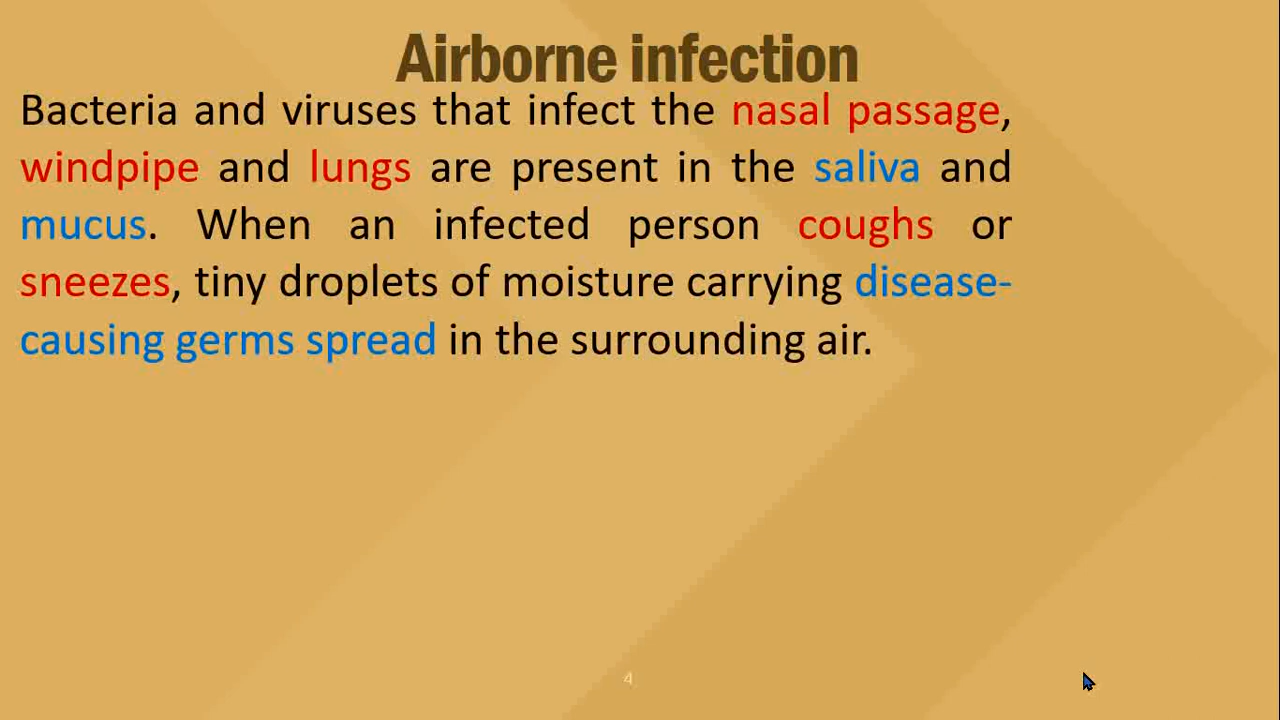 Airborne infection
Bacteria and viruses that infect the nasal passage,
windpipe and lungs are present in the saliva and
mucus. When an infected person coughs or
sneezes, tiny droplets of moisture carrying disease-
causing germs spread in the surrounding air.
4